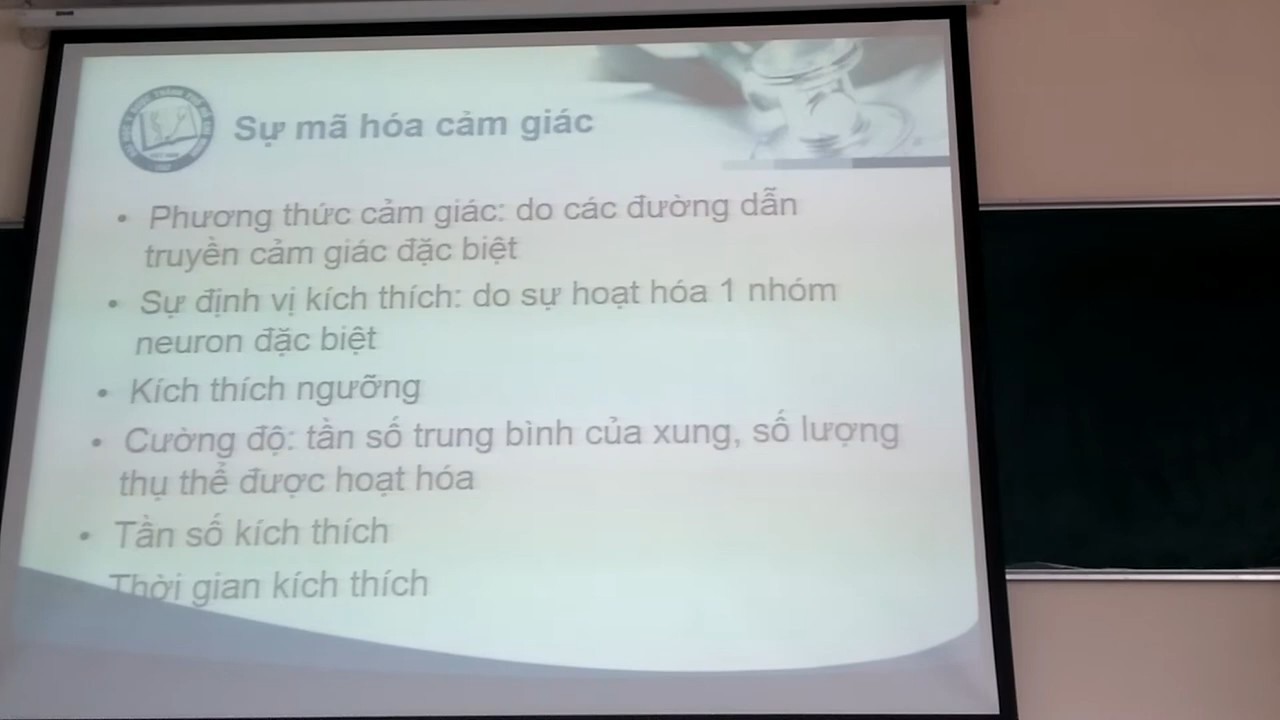 Sự mã hóa cảm giác
• Phương thức cảm giác: do các đường dẫn
truyền cảm giác đặc biệt
• Sự định vị kích thích: do sự hoạt hóa 1 nhóm
neuron đặc biệt
• Kích thích ngưỡng
• Cường độ: tần số trung bình của xung, số lượng
thụ thể được hoạt hóa
• Tần số kích thích
Thời gian kích thích